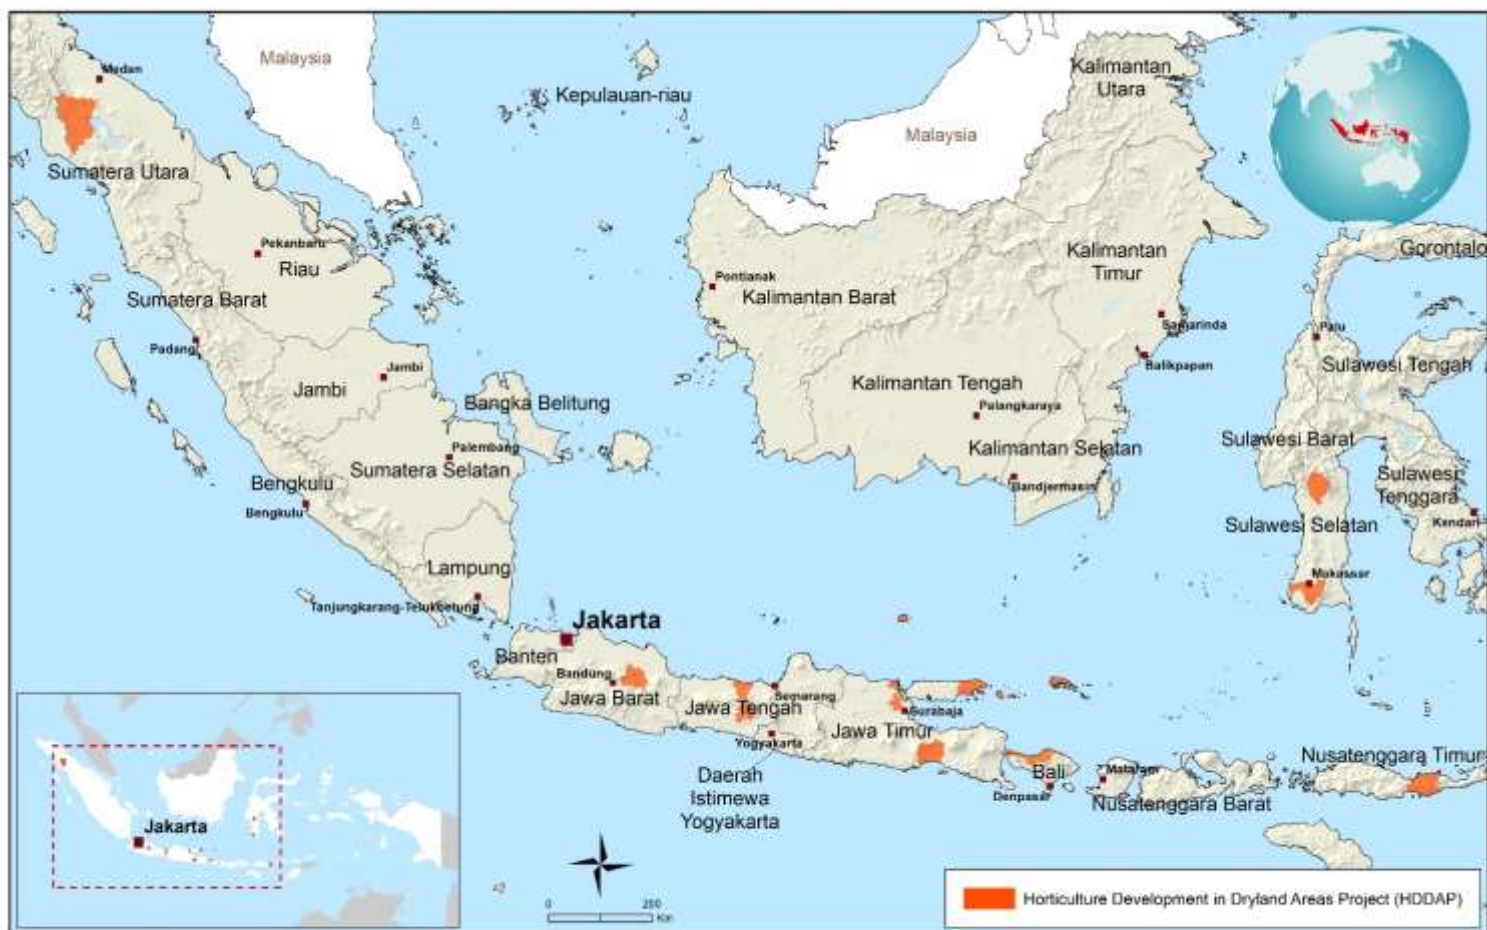 Malaysia
Medan
Kepulauan-riau
Kalimantan
Utara
Malaysia
Sumatera Utara
Pekanbaru
Riau
Kalimantan
Timur
Gorontalo
Pontianak
Kalimantan Barat
Sumatera Barat
Samarinda
Palu
Padang
Balikpapan
Sulawesi Tengah
Jambi
Jambi
Kalimantan Tengah
Bangka Belitung
Palangkaraya
Sulawesi Barat
Kalimantan Selatan
Palembang
Sumatera Selatan
Sulawesi
Tenggara
Bengkulu
Bandjermasin
Bengkulu
Sulawesi Selatan
Kendari
Lampung
Makassar
Tanjungkarang-Telukbetung
Jakarta
Banten
Bandung
Jawa Barat
Semarang
Jawa Tengah
Surabaja
Jawa Timur
Yogyakarta
Nusatenggara Timur
Bali
Mataram
Daerah
Istimewa
Yogyakarta
Denpasar
Nusatenggara Barat
Jakarta
0 250
Km
Horticulture Development in Dryland Areas Project (HDDAP)